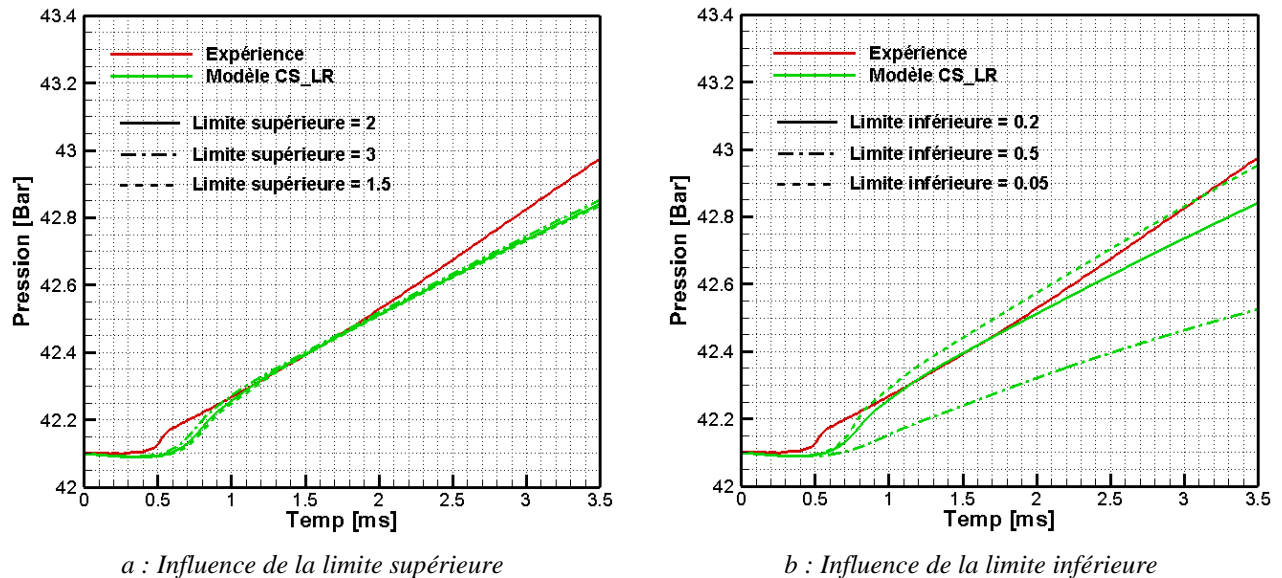 43.4
43.2
43
42.8
42.6
42.4
42.2
42
Pression [Bar]
Expérience
Modèle CS_LR
Limite supérieure = 2
Limite supérieure = 3
Limite supérieure = 1.5
0 0.5 1 1.5 2 2.5 3 3.5
Temp [ms]
a : Influence de la limite supérieure
43.4
43.2
43
42.8
42.6
42.4
42.2
42
Pression [Bar]
Expérience
Modèle CS_LR
Limite inférieure = 0.2
Limite inférieure = 0.5
Limite inférieure = 0.05
0 0.5 1 1.5 2 2.5 3 3.5
Temp [ms]
b : Influence de la limite inférieure